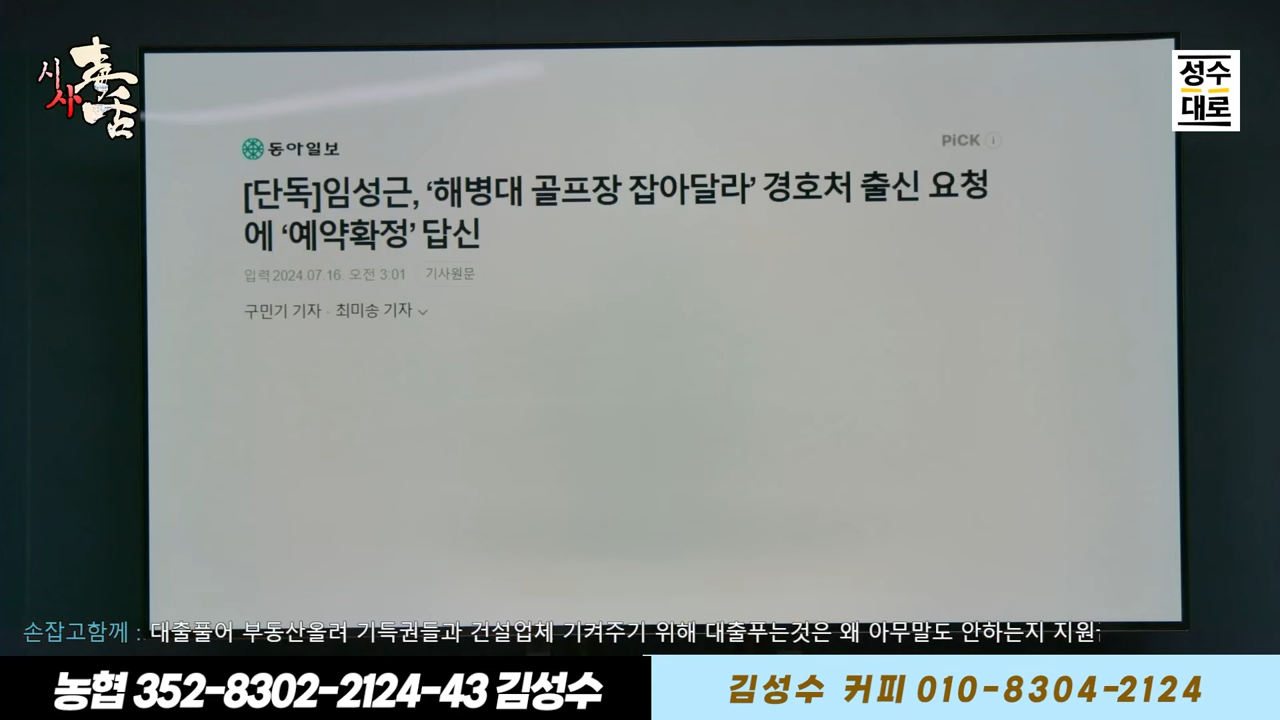 시사 毒舌
성수
대로
동아일보
PiCK
[단독]임성근, ‘해병대 골프장 잡아달라’ 경호처 출신 요청
에 ‘예약확정’ 답신
입력 2024.07.16. 오전 3:01 기사원문
구민기 기자 · 최미송 기자
손잡고함께 : 대출풀어 부동산올려 기득권들과 건설업체 기켜주기 위해 대출푸는것은 왜 아무말도 안하는지 지원
농협 352-8302-2124-43 김성수
김성수 커피 010-8304-2124